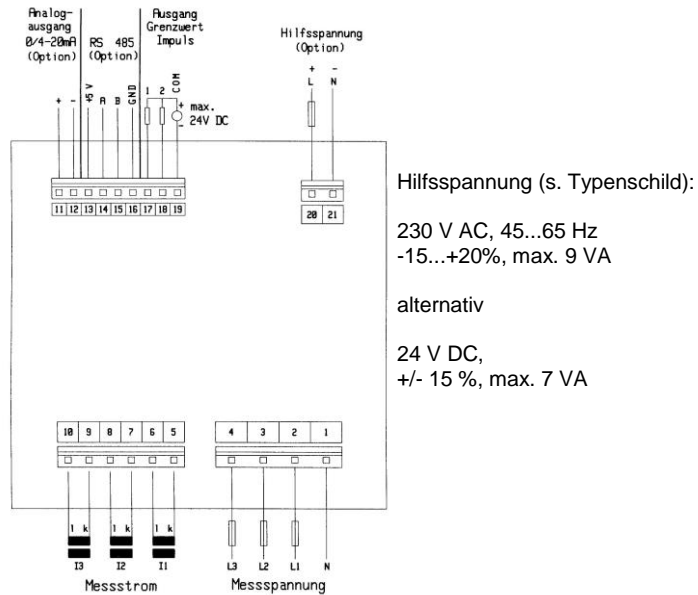 Analog-
ausgang
0/4-20mA
(Option)
RS 485
(Option)
Ausgang
Grenzwert
Impuls
Hilfsspannung
(Option)
+ - +5 V A B GND 1 2 COM
+ max.
- 24V DC
+ -
L N
11 12 13 14 15 16 17 18 19
20 21
Hilfsspannung (s. Typenschild):
230 V AC, 45...65 Hz
-15...+20%, max. 9 VA
alternativ
24 V DC,
+/- 15 %, max. 7 VA
10 9 8 7 6 5
4 3 2 1
l k l k l k
I3 I2 I1
L3 L2 L1 N
Messstrom
Messspannung